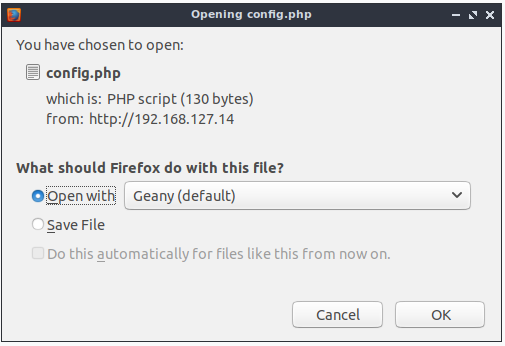 Opening config.php
You have chosen to open:
config.php
which is: PHP script (130 bytes)
from: http://192.168.127.14
What should Firefox do with this file?
Open with Geany (default)
Save File
Do this automatically for files like this from now on.
Cancel OK